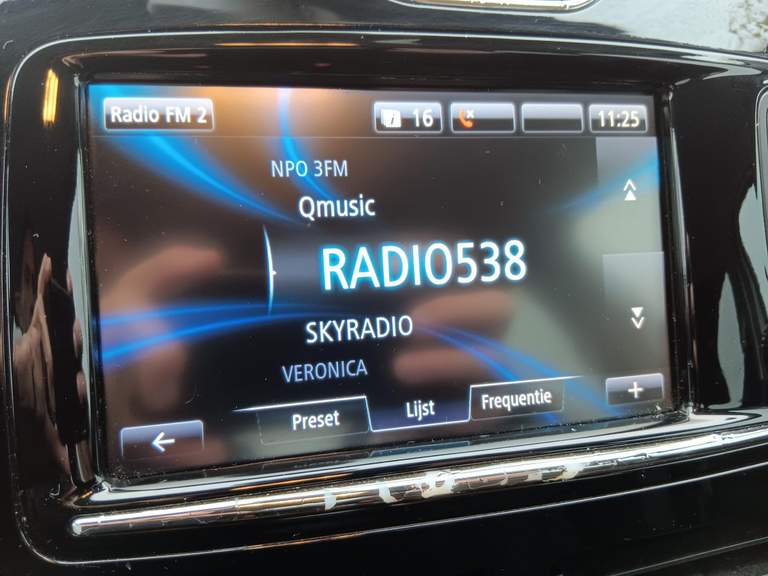 Radio FM 2
16
11:25
NPO 3FM
Qmusic
RADIO538
SKYRADIO
VERONICA
Preset
Lijst
Frequentie
+